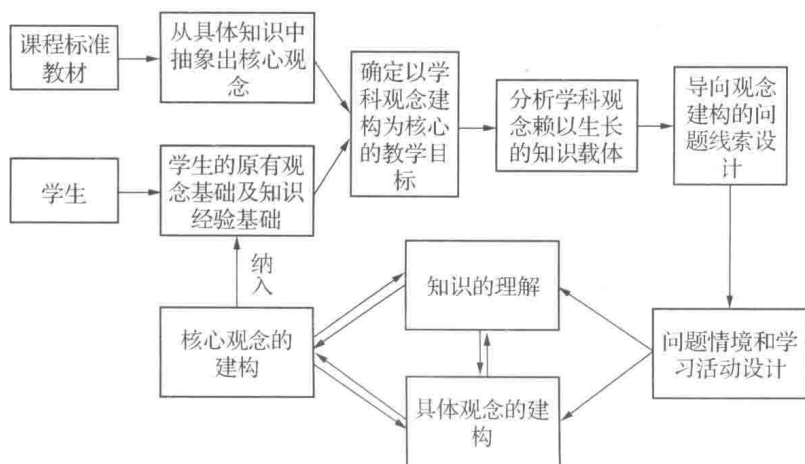 课程标准
教材
从具体知识中
抽象出核心观
念
确定以学
科观念建
构为核心
的教学目
标
分析学科观
念赖以生长
的知识载体
导向观念
建构的问
题线索设
计
学生
学生的原有观
念基础及知识
经验基础
纳
入
知识的理解
核心观念的
建构
问题情境和学
习活动设计
具体观念的建
构